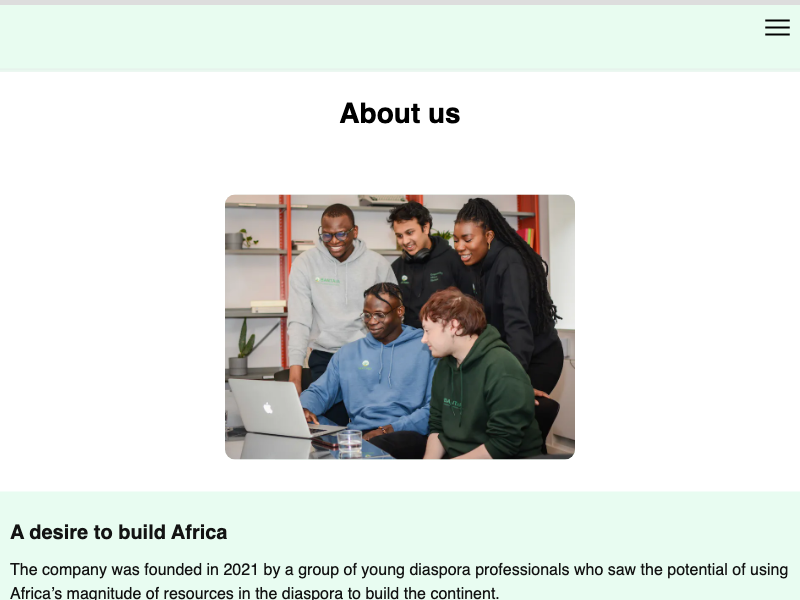 About us
A desire to build Africa
The company was founded in 2021 by a group of young diaspora professionals who saw the potential of using
Africa’s magnitude of resources in the diaspora to build the continent.